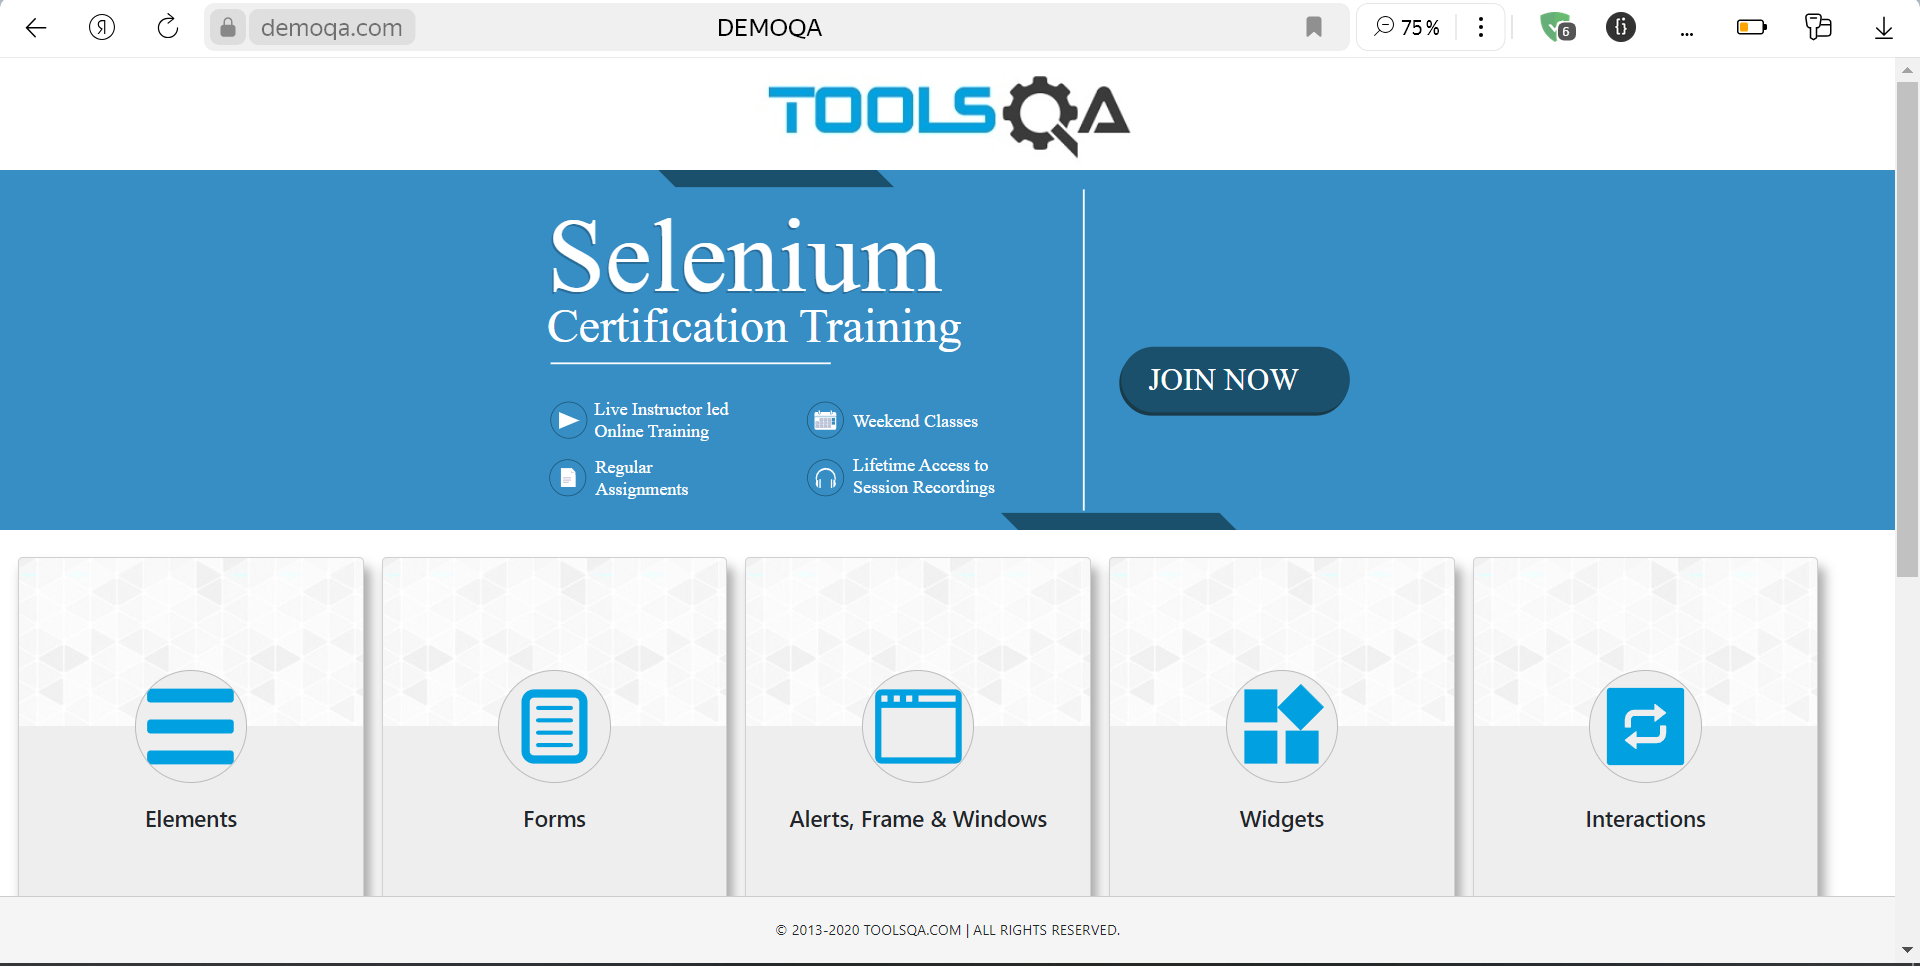 demoqa.com
DEMOQA
75%
6
{}
...
TOOLSQA
Selenium
Certification Training
Live Instructor led
Online Training
Weekend Classes
Regular
Assignments
Lifetime Access to
Session Recordings
JOIN NOW
Elements
Forms
Alerts, Frame & Windows
Widgets
Interactions
© 2013-2020 TOOLSQA.COM | ALL RIGHTS RESERVED.